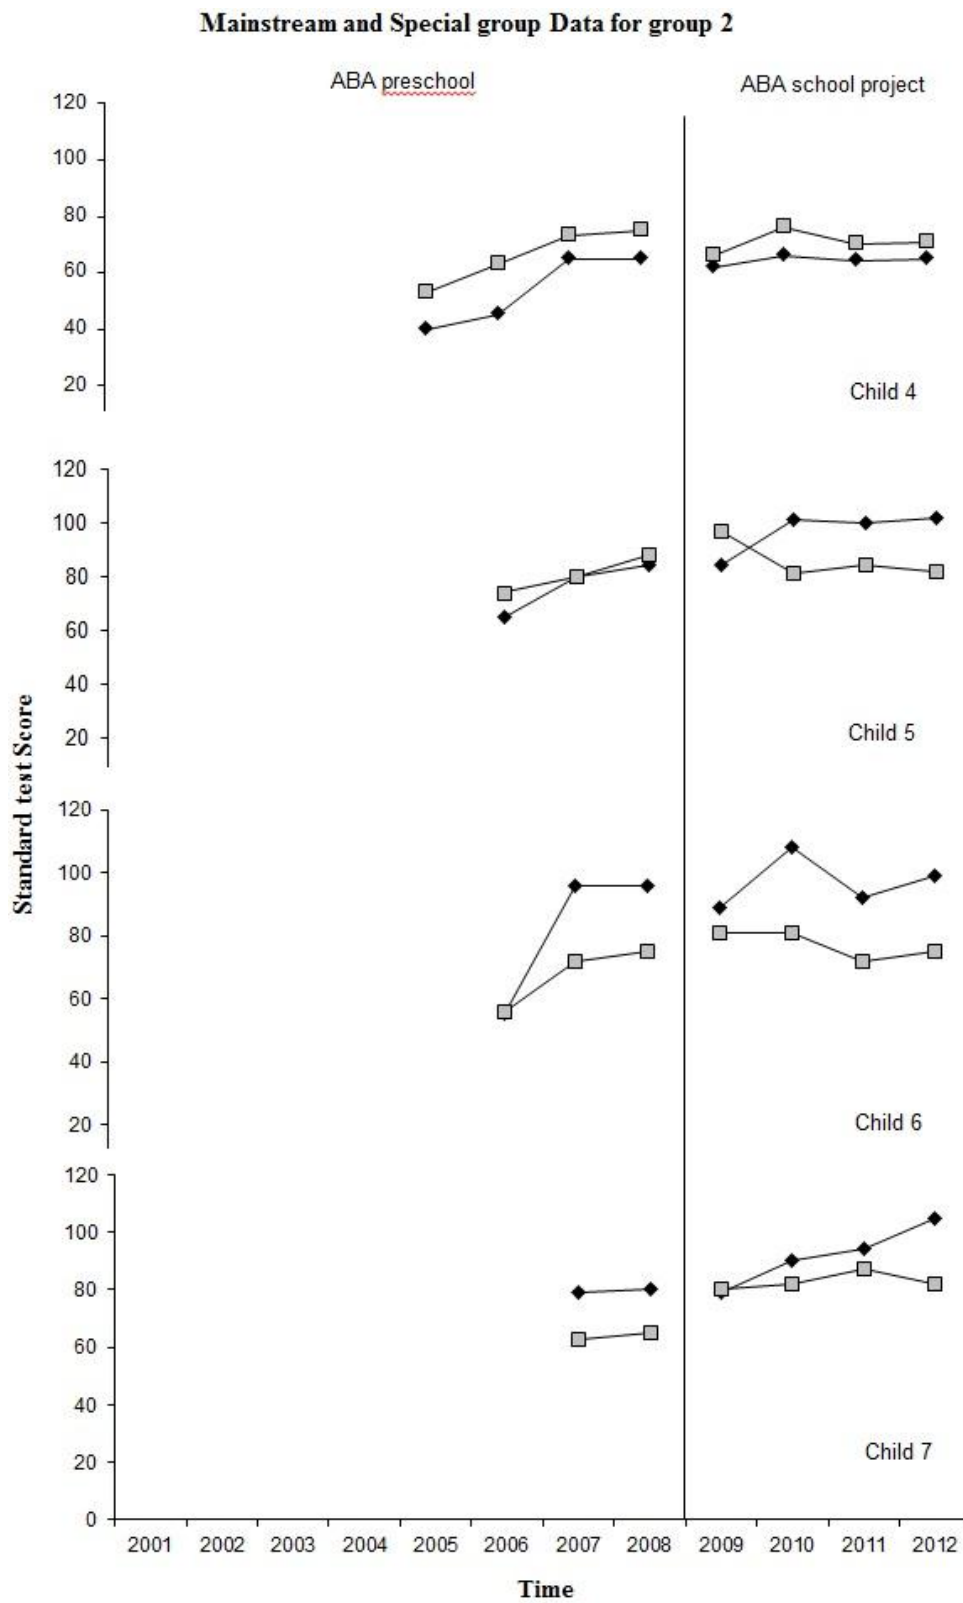 Mainstream and Special group Data for group 2
ABA preschool
ABA school project
120
100
80
60
40
20
Child 4
120
100
80
60
40
20
Child 5
Standard test Score
120
100
80
60
40
20
Child 6
120
100
80
60
40
20
0
Child 7
2001 2002 2003 2004 2005 2006 2007 2008 2009 2010 2011 2012
Time